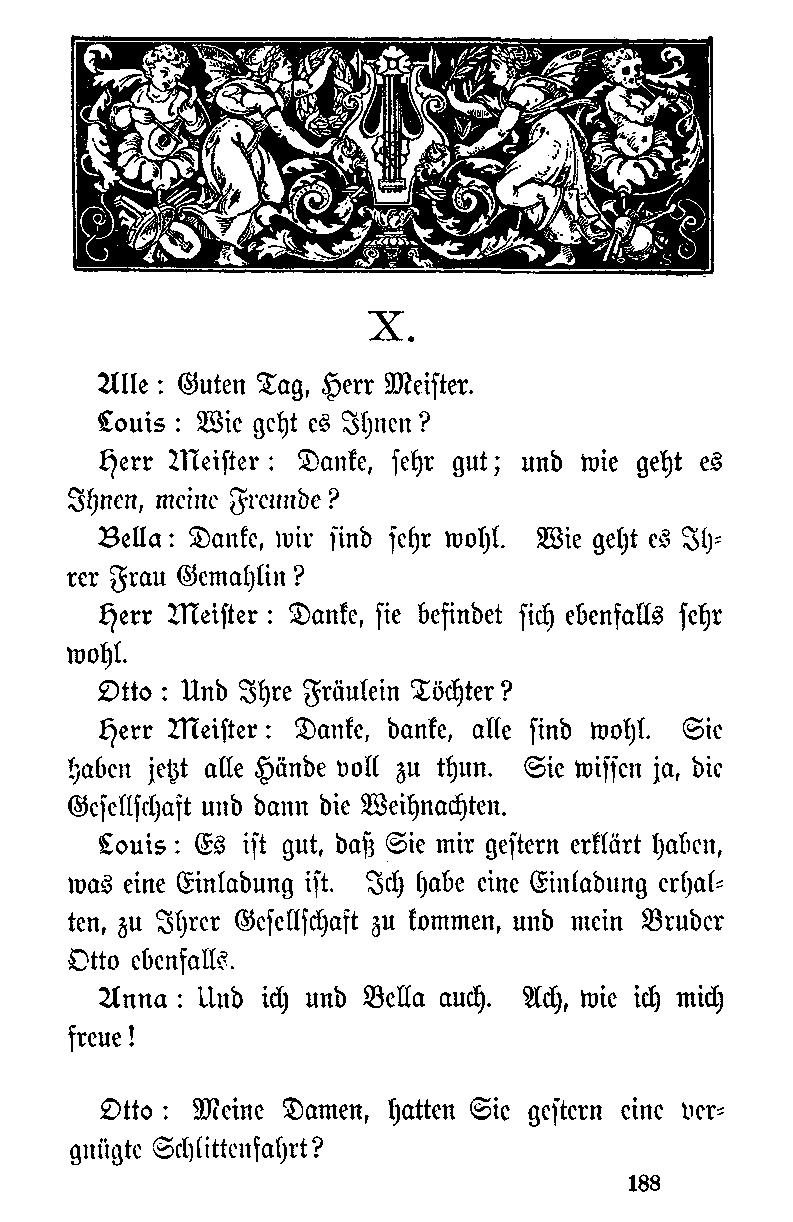 X.
Alle: Guten Tag, Herr Meister.
Louis: Wie geht es Ihnen?
Herr Meister: Danke, sehr gut; und wie geht es
Ihnen, meine Freunde?
Bella: Danke, wir sind sehr wohl. Wie geht es Ih-
rer Frau Gemahlin?
Herr Meister: Danke, sie befindet sich ebenfalls sehr
wohl.
Otto: Und Ihre Fräulein Töchter?
Herr Meister: Danke, danke, alle sind wohl. Sie
haben jetzt alle Hände voll zu thun. Sie wissen ja, die
Gesellschaft und dann die Weihnachten.
Louis: Es ist gut, daß Sie mir gestern erklärt haben,
was eine Einladung ist. Ich habe eine Einladung erhal-
ten, zu Ihrer Gesellschaft zu kommen, und mein Bruder
Otto ebenfalls.
Anna: Und ich und Bella auch. Ach, wie ich mich
freue!
Otto: Meine Damen, hatten Sie gestern eine ver-
gnügte Schlittenfahrt?
188